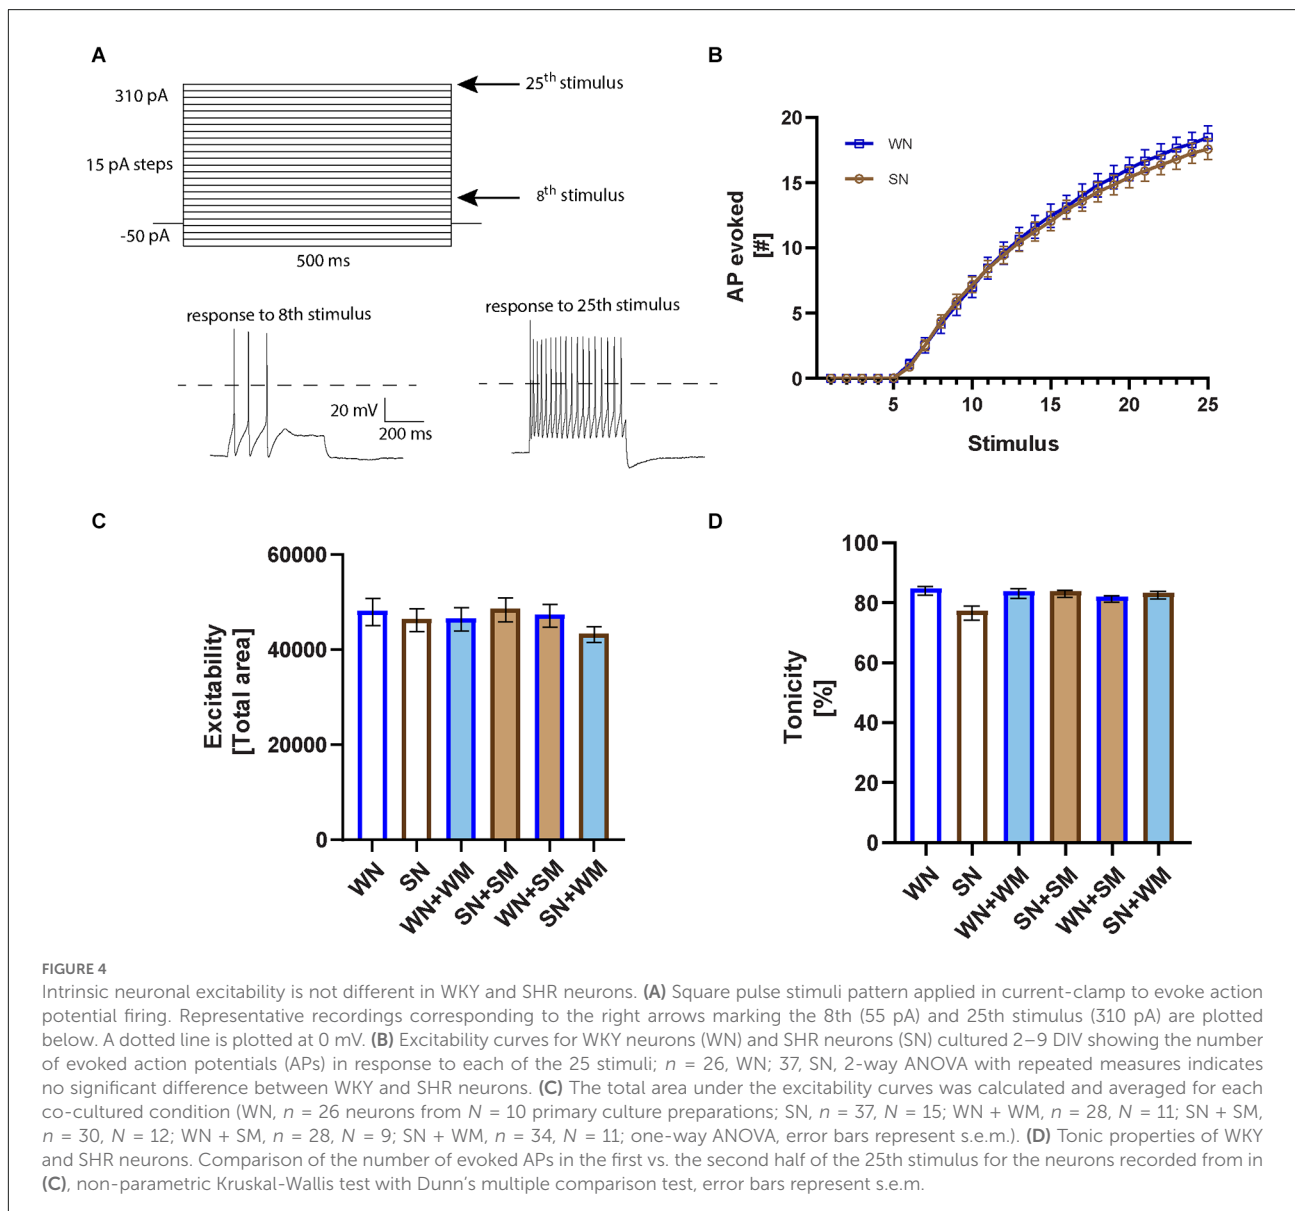 A
310 pA
15 pA steps
-50 pA
500 ms
25th stimulus
8th stimulus
response to 8th stimulus
20 mV
200 ms
response to 25th stimulus
B
AP evoked
[#]
20
15
10
5
0
WN
SN
5
10
15
20
25
Stimulus
C
Excitability
[Total area]
60000
40000
20000
0
WN
SN
WN+WM
SN+SM
WN+SM
SN+WM
D
Tonicity
[%]
100
80
60
40
20
0
WN
SN
WN+WM
SN+SM
WN+SM
SN+WM
FIGURE 4
Intrinsic neuronal excitability is not different in WKY and SHR neurons. (A) Square pulse stimuli pattern applied in current-clamp to evoke action
potential firing. Representative recordings corresponding to the right arrows marking the 8th (55 pA) and 25th stimulus (310 pA) are plotted
below. A dotted line is plotted at 0 mV. (B) Excitability curves for WKY neurons (WN) and SHR neurons (SN) cultured 2–9 DIV showing the number
of evoked action potentials (APs) in response to each of the 25 stimuli; n = 26, WN; 37, SN, 2-way ANOVA with repeated measures indicates
no significant difference between WKY and SHR neurons. (C) The total area under the excitability curves was calculated and averaged for each
co-cultured condition (WN, n = 26 neurons from N = 10 primary culture preparations; SN, n = 37, N = 15; WN + WM, n = 28, N = 11; SN + SM,
n = 30, N = 12; WN + SM, n = 28, N = 9; SN + WM, n = 34, N = 11; one-way ANOVA, error bars represent s.e.m.). (D) Tonic properties of WKY
and SHR neurons. Comparison of the number of evoked APs in the first vs. the second half of the 25th stimulus for the neurons recorded from in
(C), non-parametric Kruskal-Wallis test with Dunn's multiple comparison test, error bars represent s.e.m.